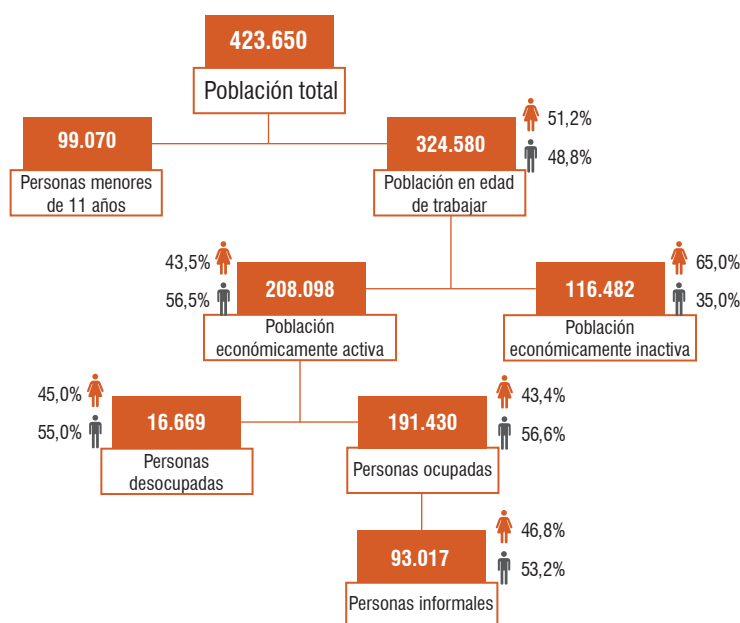 423.650
Población total
99.070
Personas menores
de 11 años
324.580
Población en edad
de trabajar
51,2%
48,8%
43,5%
56,5%
208.098
Población
económicamente activa
116.482
Población
económicamente inactiva
65,0%
35,0%
45,0%
55,0%
16.669
Personas
desocupadas
191.430
Personas ocupadas
43,4%
56,6%
93.017
Personas informales
46,8%
53,2%